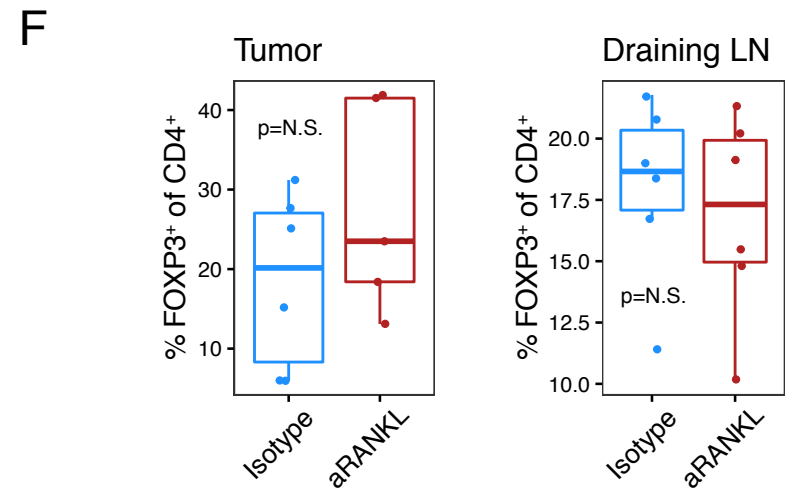 F
Tumor
% FOXP3⁺ of CD4⁺
40
30
20
10
p=N.S.
Isotype
aRANKL
Draining LN
% FOXP3⁺ of CD4⁺
20.0
17.5
15.0
12.5
10.0
p=N.S.
Isotype
aRANKL